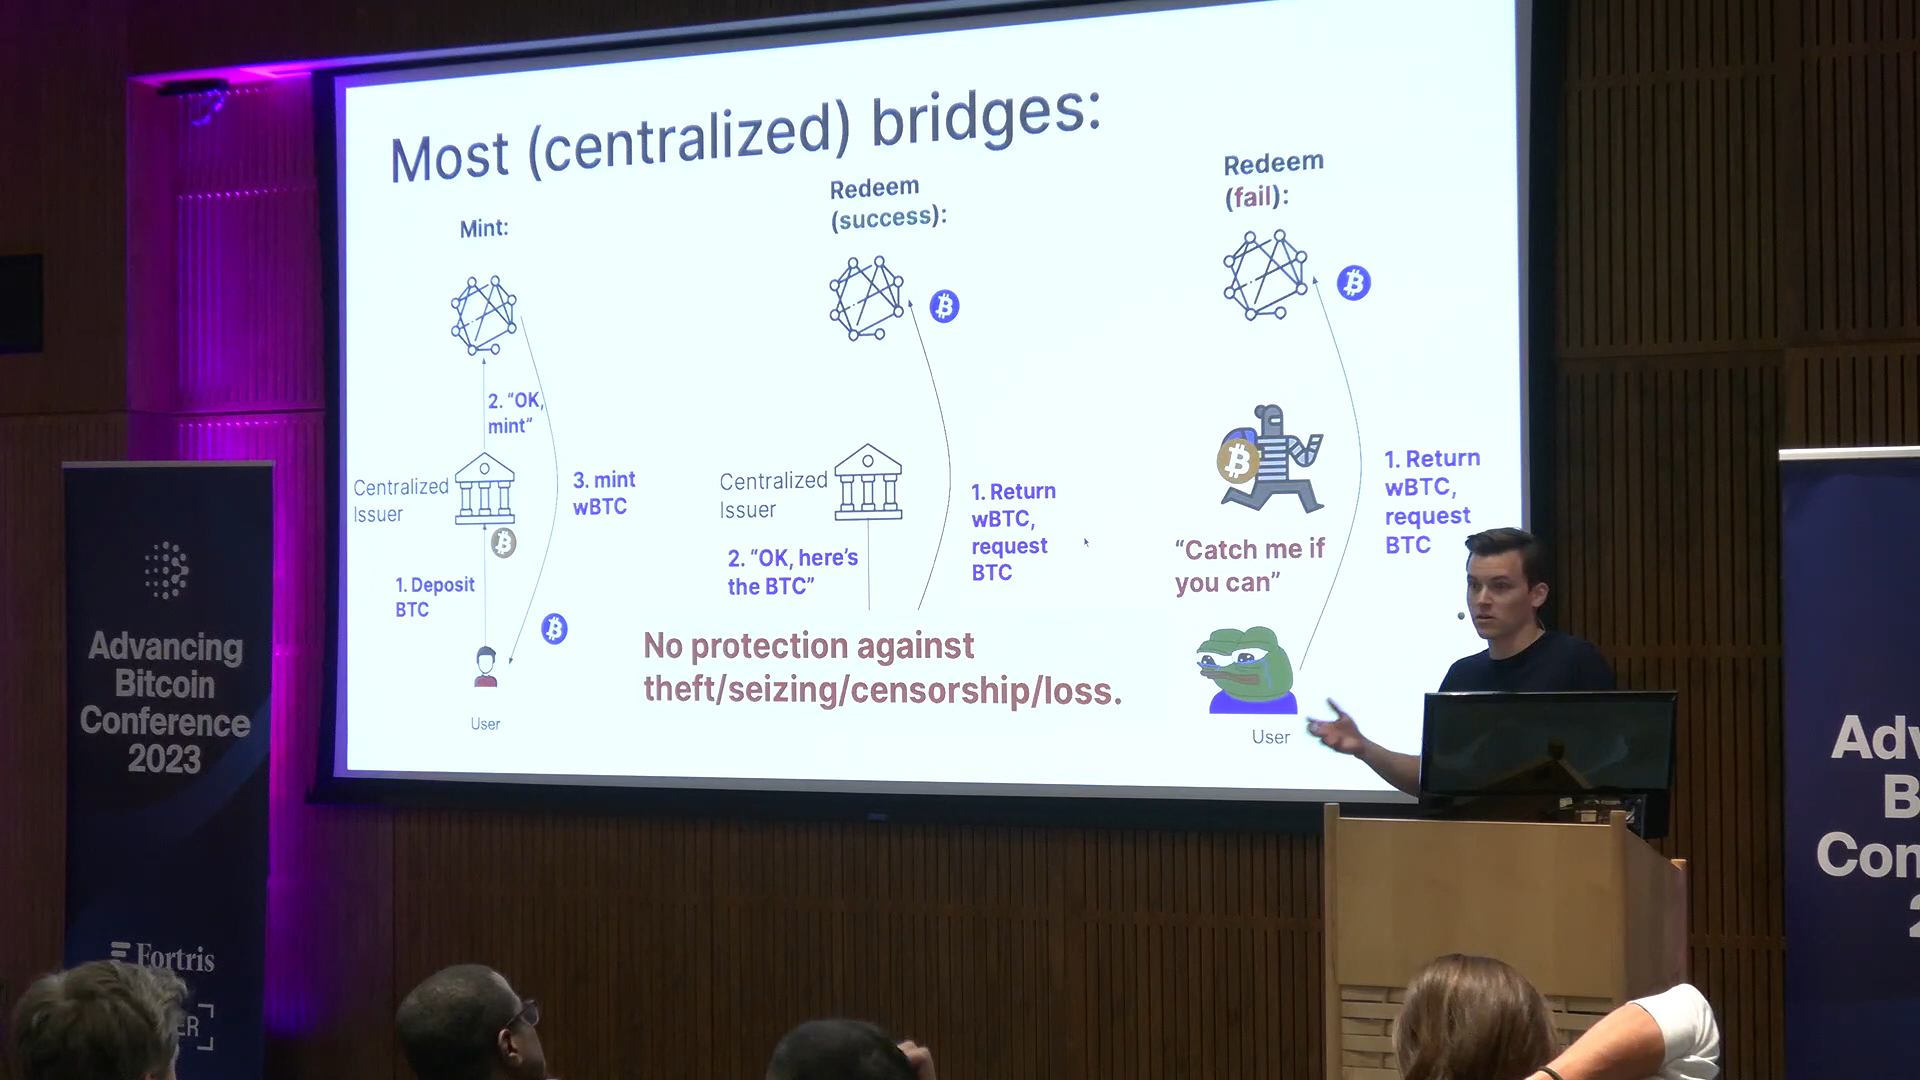 Most (centralized) bridges:
Mint:
2. “OK,
mint”
Centralized
Issuer
3. mint
wBTC
1. Deposit
BTC
User
Redeem
(success):
Centralized
Issuer
1. Return
wBTC,
request
BTC
2. “OK, here’s
the BTC”
No protection against
theft/seizing/censorship/loss.
Redeem
(fail):
1. Return
wBTC,
request
BTC
“Catch me if
you can”
User
Advancing
Bitcoin
Conference
2023
Fortris